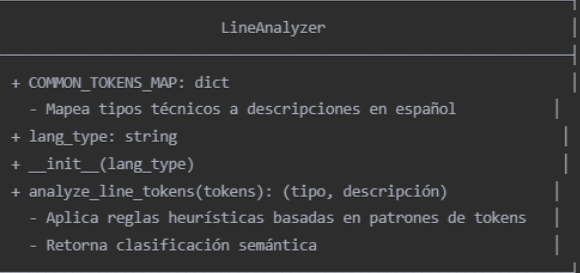 LineAnalyzer
+ COMMON_TOKENS_MAP: dict
- Mapea tipos técnicos a descripciones en español
+ lang_type: string
+ __init__(lang_type)
+ analyze_line_tokens(tokens): (tipo, descripción)
- Aplica reglas heurísticas basadas en patrones de tokens
- Retorna clasificación semántica